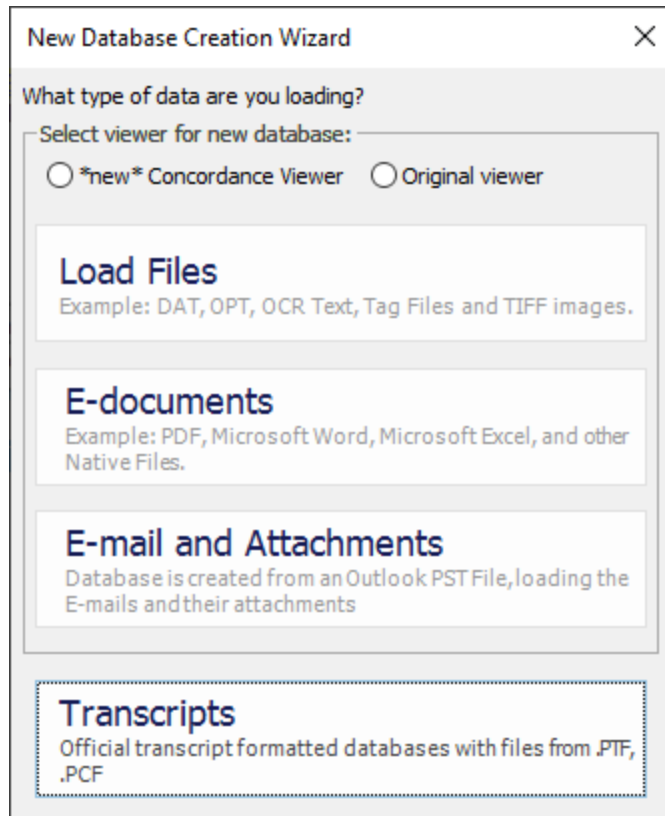 New Database Creation Wizard
What type of data are you loading?
Select viewer for new database:
*new* Concordance Viewer Original viewer
Load Files
Example: DAT, OPT, OCR Text, Tag Files and TIFF images.
E-documents
Example: PDF, Microsoft Word, Microsoft Excel, and other
Native Files.
E-mail and Attachments
Database is created from an Outlook PST File, loading the
E-mails and their attachments
Transcripts
Official transcript formatted databases with files from .PTF,
.PCF